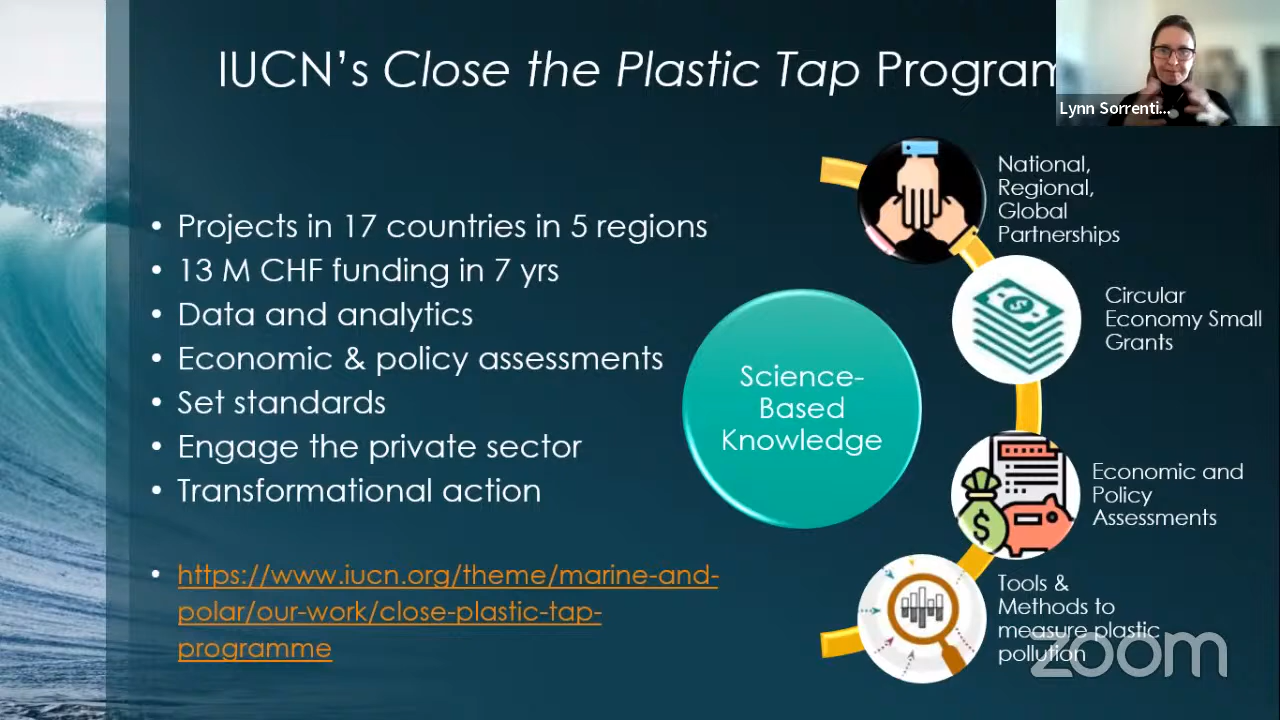 IUCN's Close the Plastic Tap Program
Lynn Sorrenti...
• Projects in 17 countries in 5 regions
• 13 M CHF funding in 7 yrs
• Data and analytics
• Economic & policy assessments
• Set standards
• Engage the private sector
• Transformational action
• https://www.iucn.org/theme/marine-and-
polar/our-work/close-plastic-tap-
programme
Science-
Based
Knowledge
National,
Regional,
Global
Partnerships
Circular
Economy Small
Grants
Economic and
Policy
Assessments
Tools &
Methods to
measure plastic
pollution
zoom